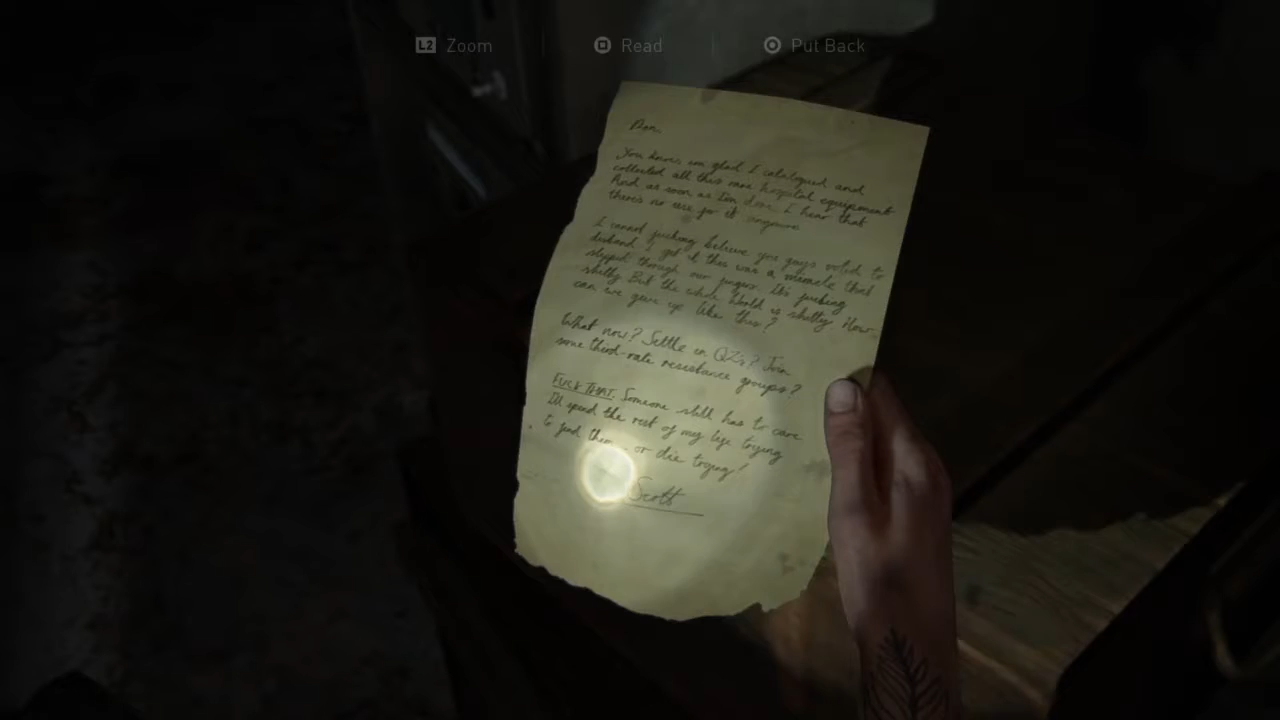 L2 Zoom
Read
Put Back
Ron,
You know, im glad I catalogued and
collected all this rare hospital equipment
And as soon as I'm done, I hear that
there's no use for it anymore.
I cannot fucking believe you guys voted to
disband. I get it this was a miracle that
slipped through our fingers. It's fucking
shitty But the whole World is shitty How
can we give up like this?
What now? Settle in QZs? Join
some third-rate resistance groups?
FUCK THAT. Someone still has to care
I'll spend the rest of my life trying
to find them or die trying!
Scott